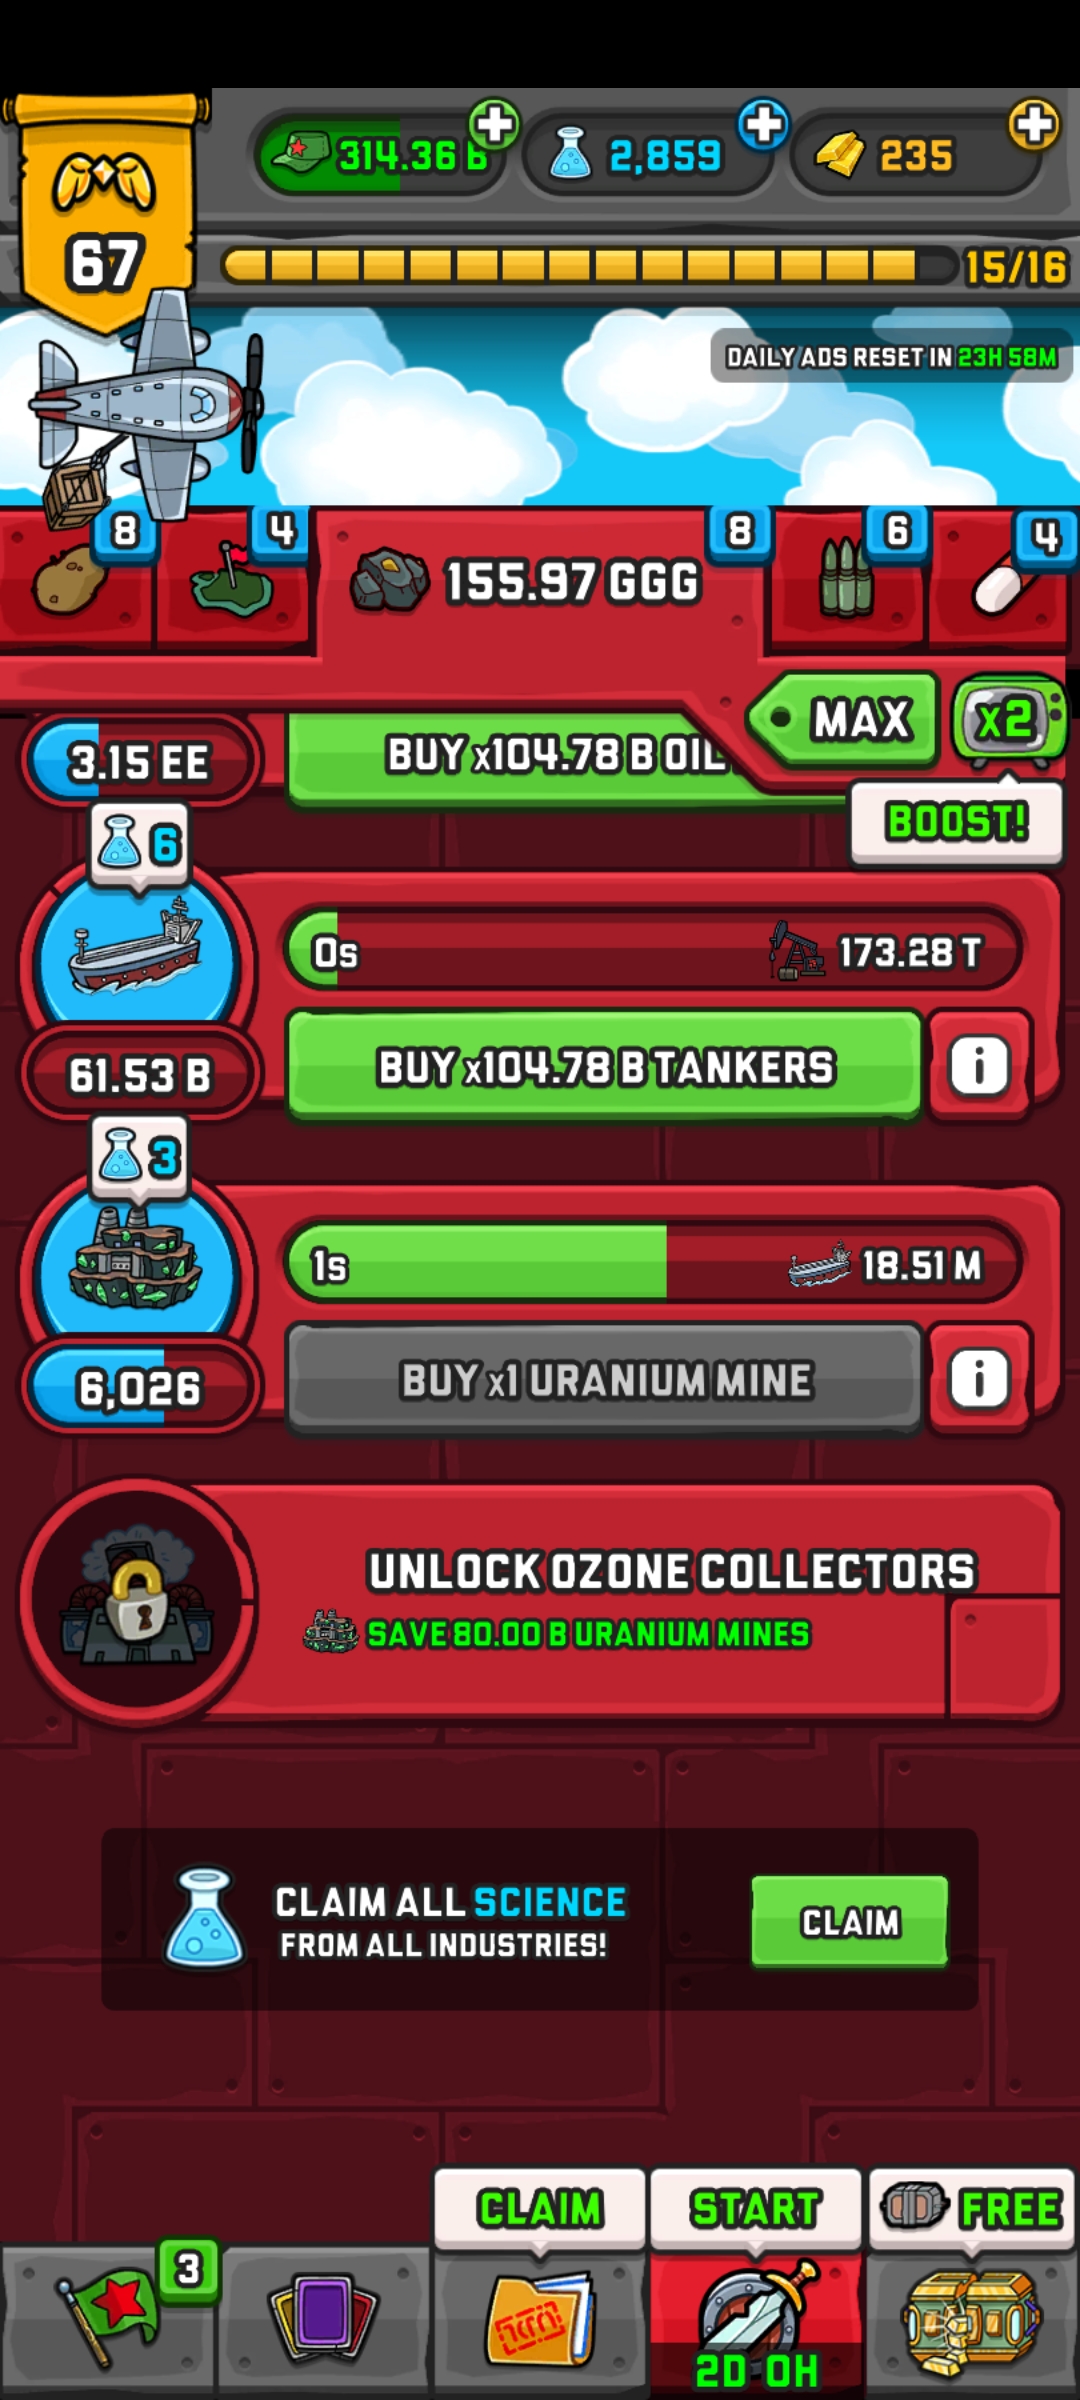 67
314.36 B
2,859
235
15/16
DAILY ADS RESET IN 23H 58M
8
4
155.97 GGG
8
6
4
MAX
x2
BOOST!
3.15 EE
BUY x104.78 B OIL
6
0s
173.28 T
61.53 B
BUY x104.78 B TANKERS
i
3
1s
18.51 M
6,026
BUY x1 URANIUM MINE
i
UNLOCK OZONE COLLECTORS
SAVE 80.00 B URANIUM MINES
CLAIM ALL SCIENCE
FROM ALL INDUSTRIES!
CLAIM
CLAIM
START
FREE
3
2D 0H